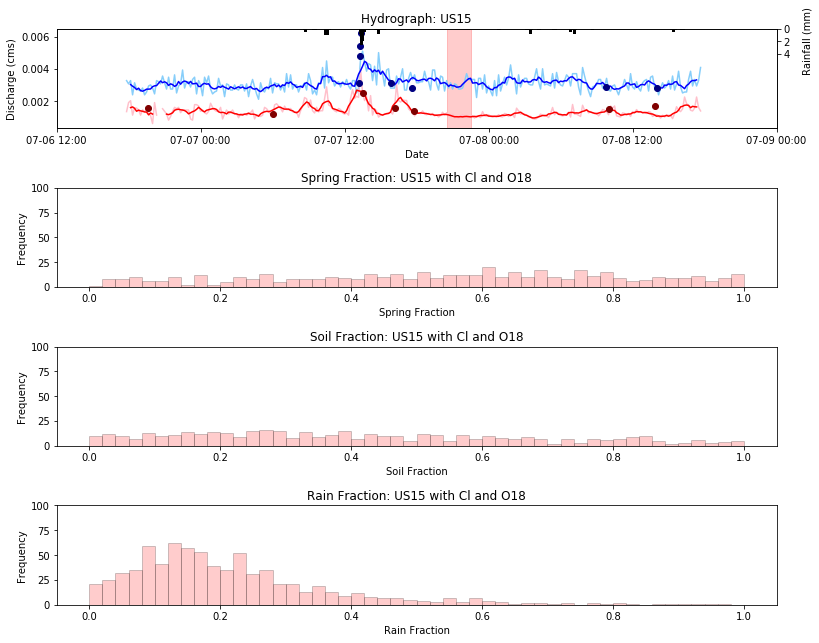 Hydrograph: US15
0.006
0.004
0.002
Discharge (cms)
0
2
4
Rainfall (mm)
07-06 12:00 07-07 00:00 07-07 12:00 07-08 00:00 07-08 12:00 07-09 00:00
Date
Spring Fraction: US15 with Cl and O18
100
75
50
25
0
Frequency
0.0 0.2 0.4 0.6 0.8 1.0
Spring Fraction
Soil Fraction: US15 with Cl and O18
100
75
50
25
0
Frequency
0.0 0.2 0.4 0.6 0.8 1.0
Soil Fraction
Rain Fraction: US15 with Cl and O18
100
75
50
25
0
Frequency
0.0 0.2 0.4 0.6 0.8 1.0
Rain Fraction